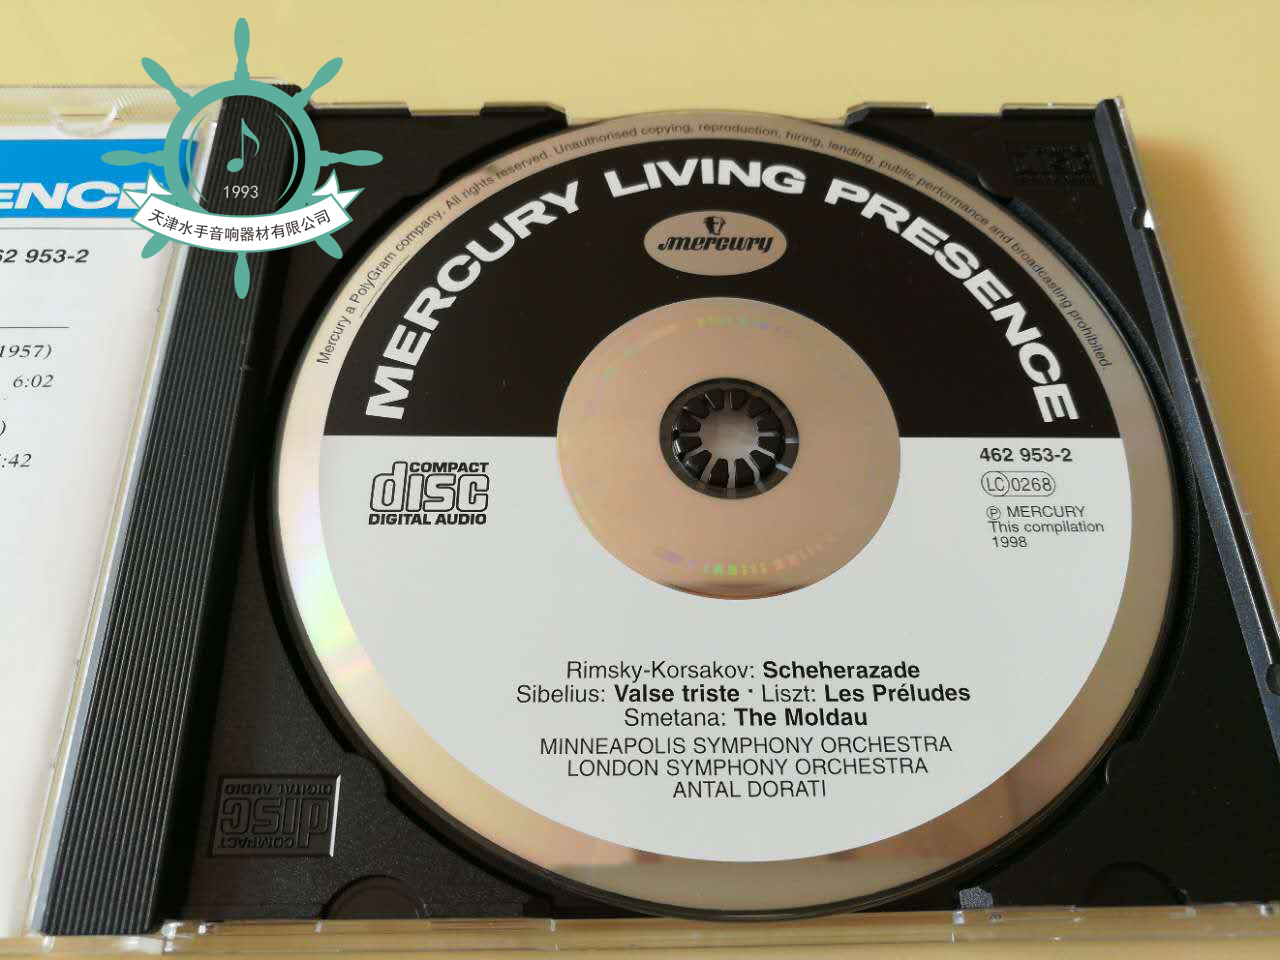 1993
天津水手音响器材有限公司
62 953-2
1957)
6:02
:42
Mercury a PolyGram company. All rights reserved. Unauthorised copying, reproduction, hiring, lending, public performance and broadcasting prohibited.
MERCURY LIVING PRESENCE
mercury
COMPACT
disc
DIGITAL AUDIO
462 953-2
LC 0268
Ⓟ MERCURY
This compilation
1998
Rimsky-Korsakov: Scheherazade
Sibelius: Valse triste · Liszt: Les Préludes
Smetana: The Moldau
MINNEAPOLIS SYMPHONY ORCHESTRA
LONDON SYMPHONY ORCHESTRA
ANTAL DORATI
COMPACT
disc
DIGITAL AUDIO